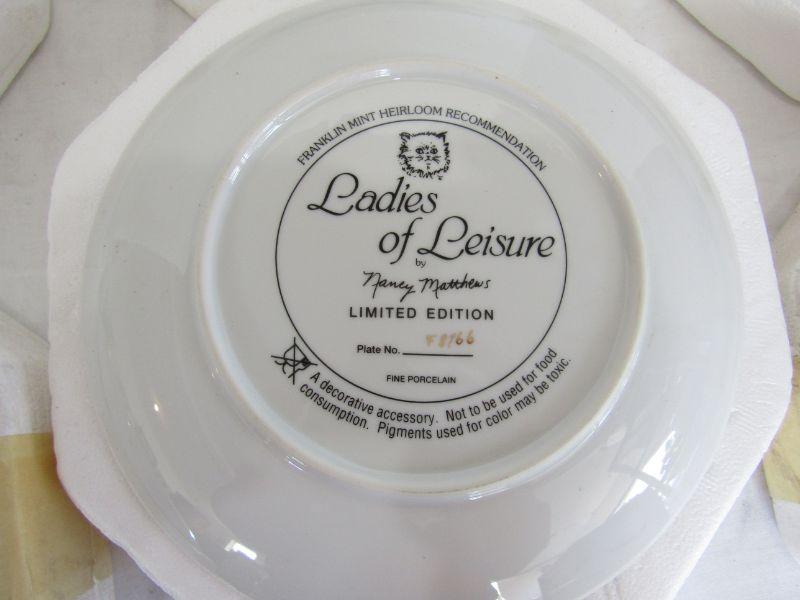 FRANKLIN MINT HEIRLOOM RECOMMENDATION
Ladies
of Leisure
by
Nancy Matthews
LIMITED EDITION
Plate No. F8766
FINE PORCELAIN
A decorative accessory. Not to be used for food
consumption. Pigments used for color may be toxic.